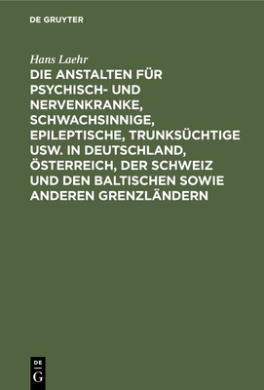 DE GRUYTER
Hans Laehr
DIE ANSTALTEN FÜR
PSYCHISCH- UND
NERVENKRANKE,
SCHWACHSINNIGE,
EPILEPTISCHE, TRUNKSÜCHTIGE
USW. IN DEUTSCHLAND,
ÖSTERREICH, DER SCHWEIZ
UND DEN BALTISCHEN SOWIE
ANDEREN GRENZLÄNDERN
DE
G